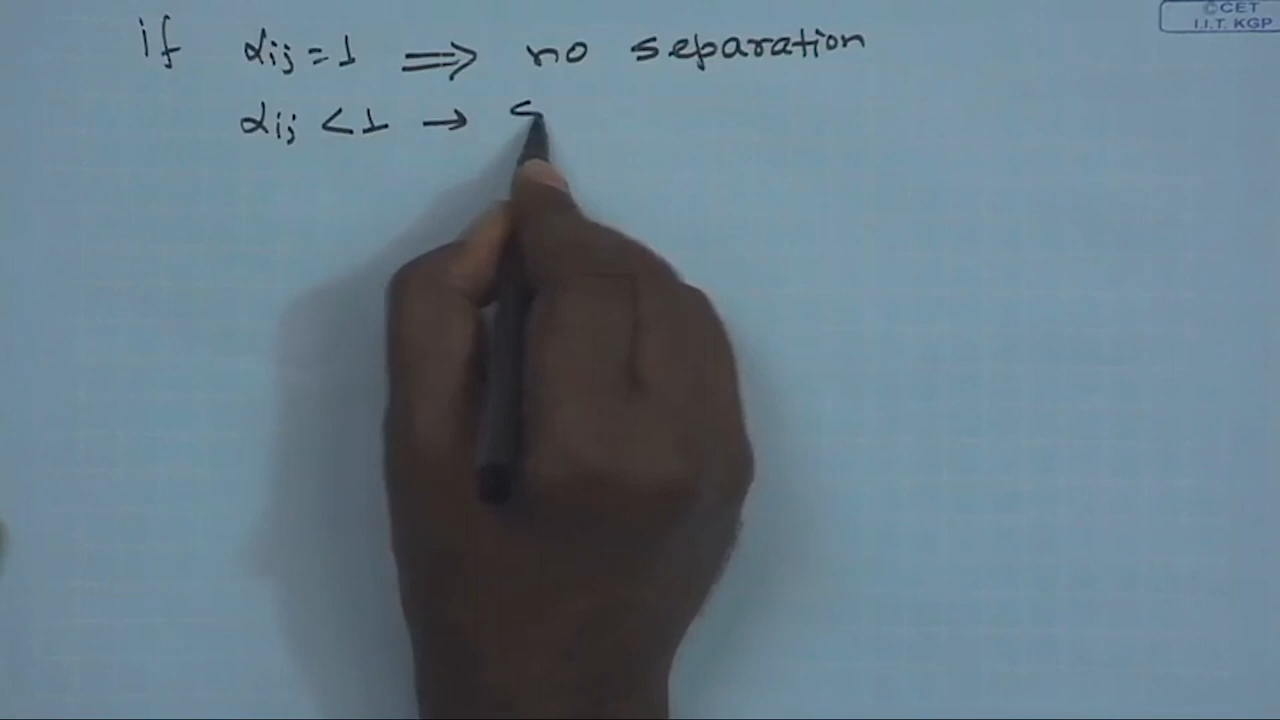 ©CET
I.I.T. KGP
if αij = 1 ⟹ no separation
αij < 1 → s